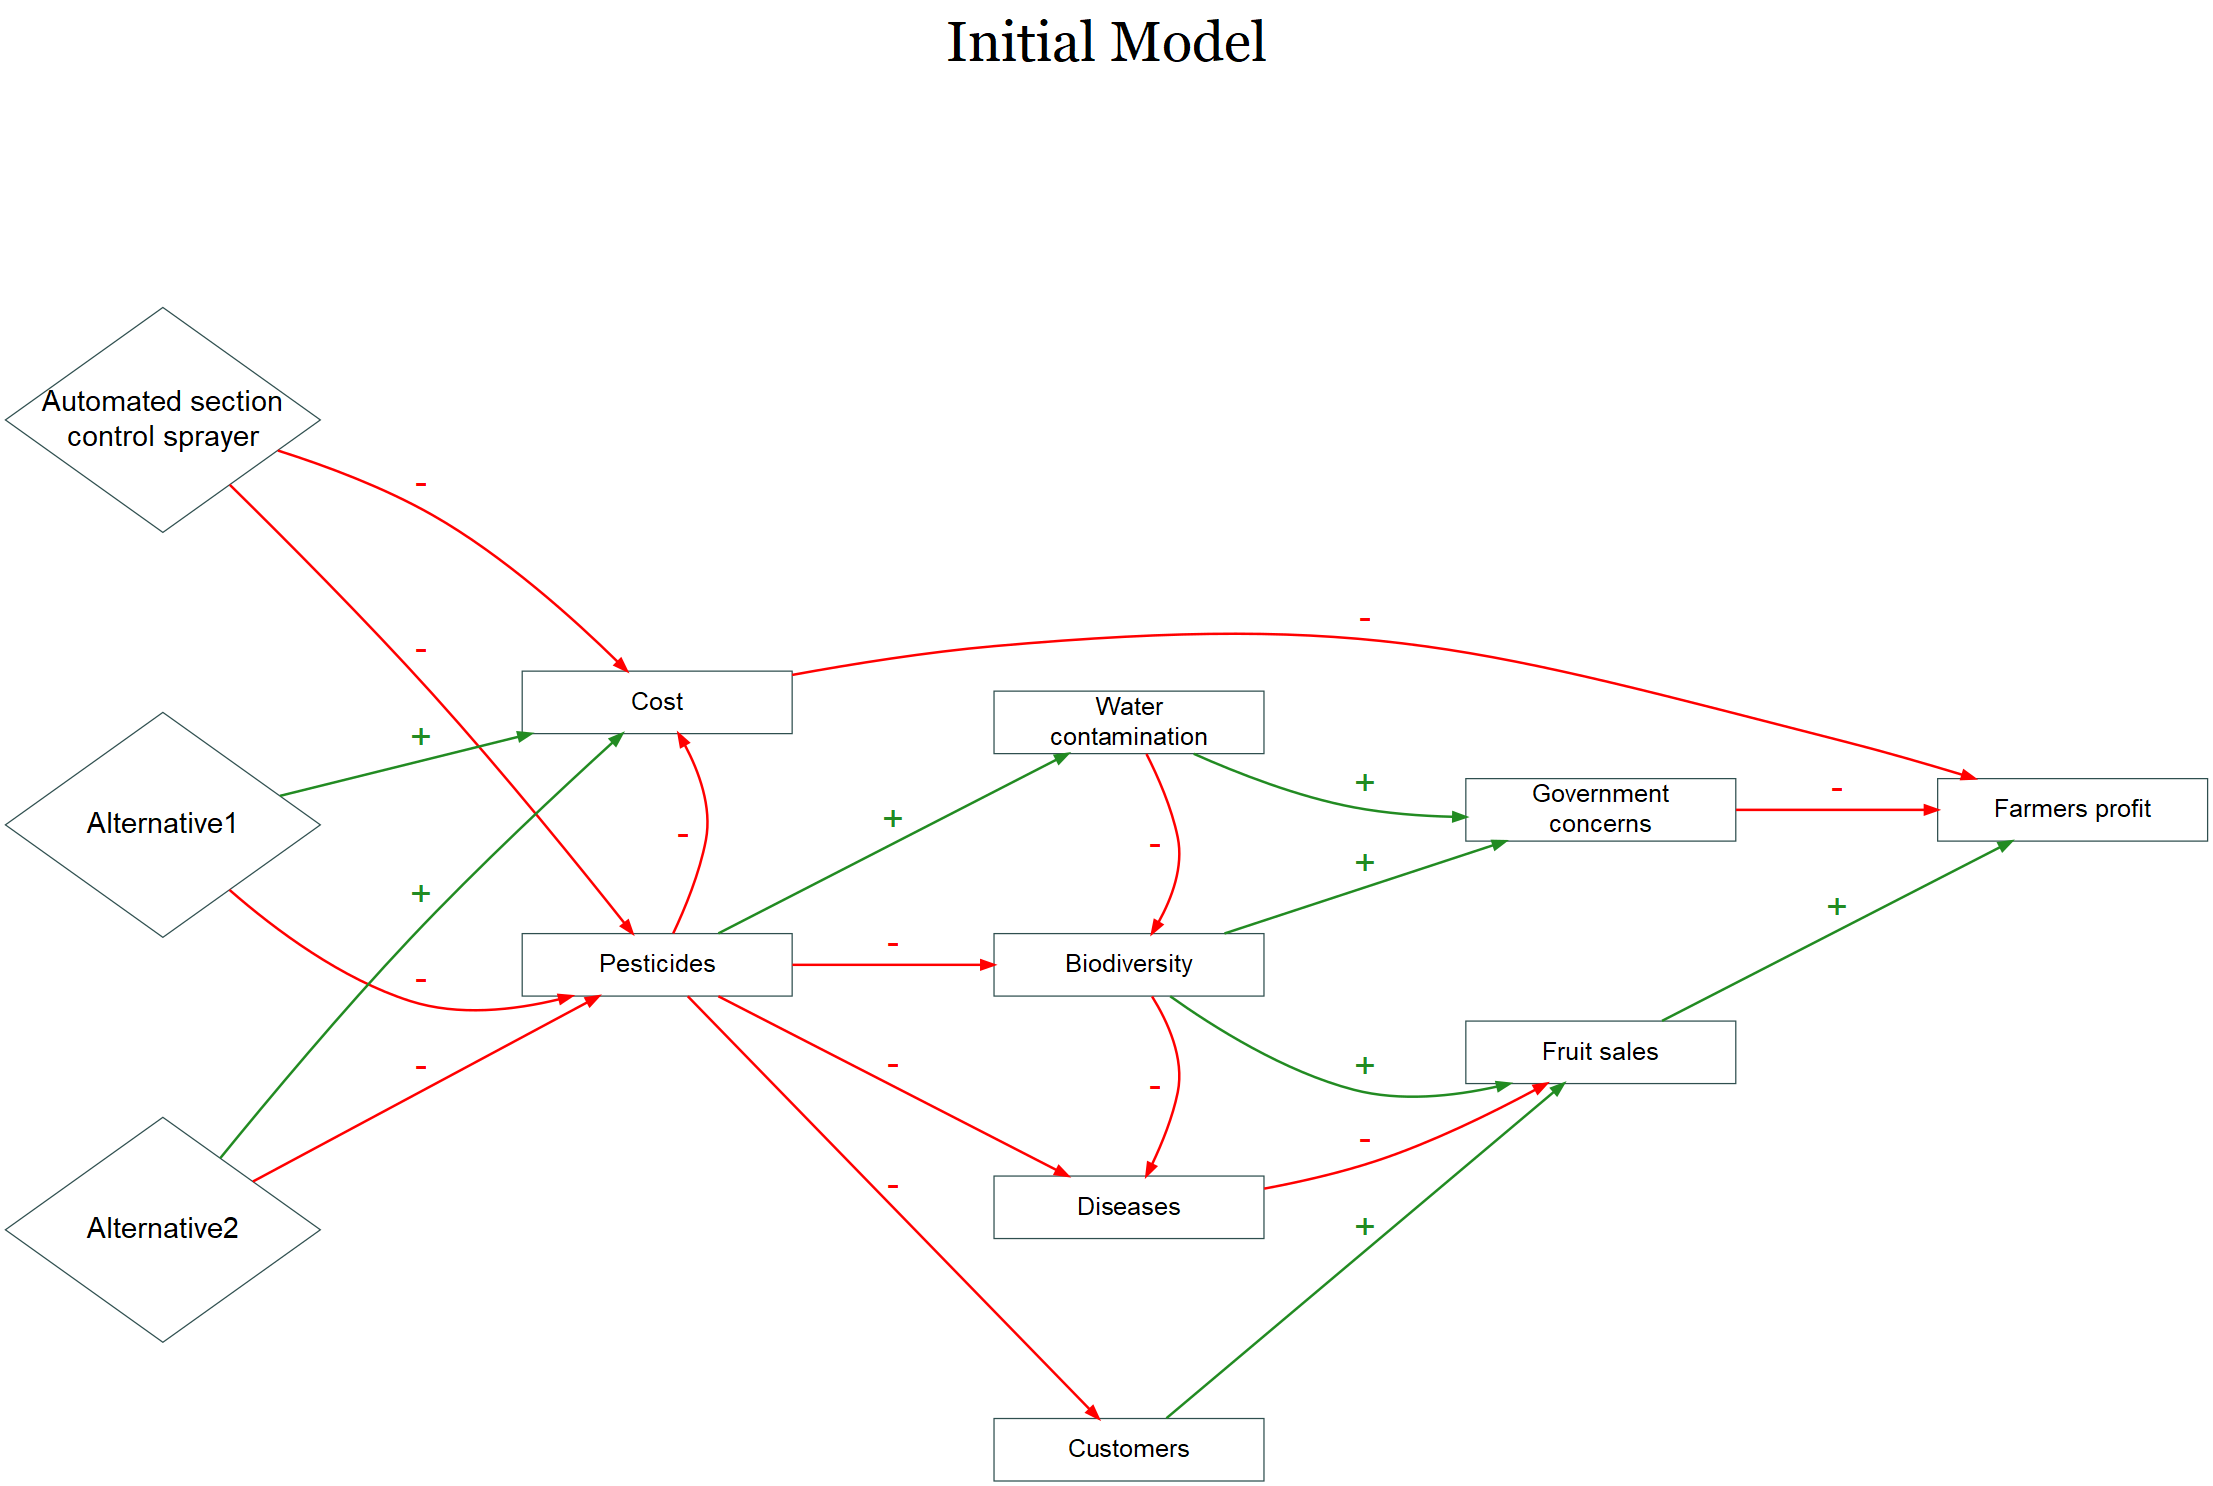 Initial Model
Automated section
control sprayer
-
-
-
Cost
Water
contamination
+
+
Government
concerns
-
Farmers profit
Alternative1
-
+
-
+
+
+
-
-
Pesticides
-
Biodiversity
Fruit sales
-
-
-
+
-
Diseases
-
+
Alternative2
Customers